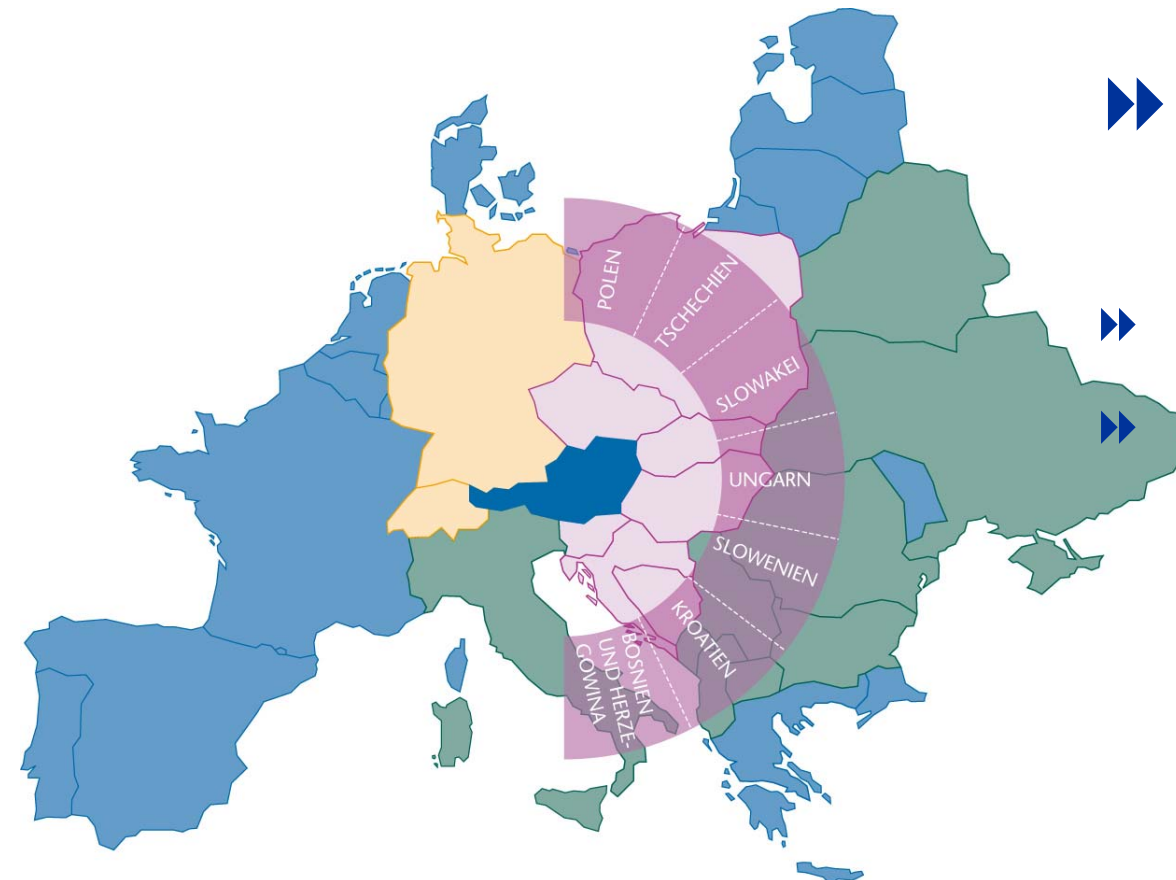 POLEN
TSCHECHIEN
SLOWAKEI
UNGARN
SLOWENIEN
KROATIEN
BOSNIEN
UND HERZE-
GOWINA